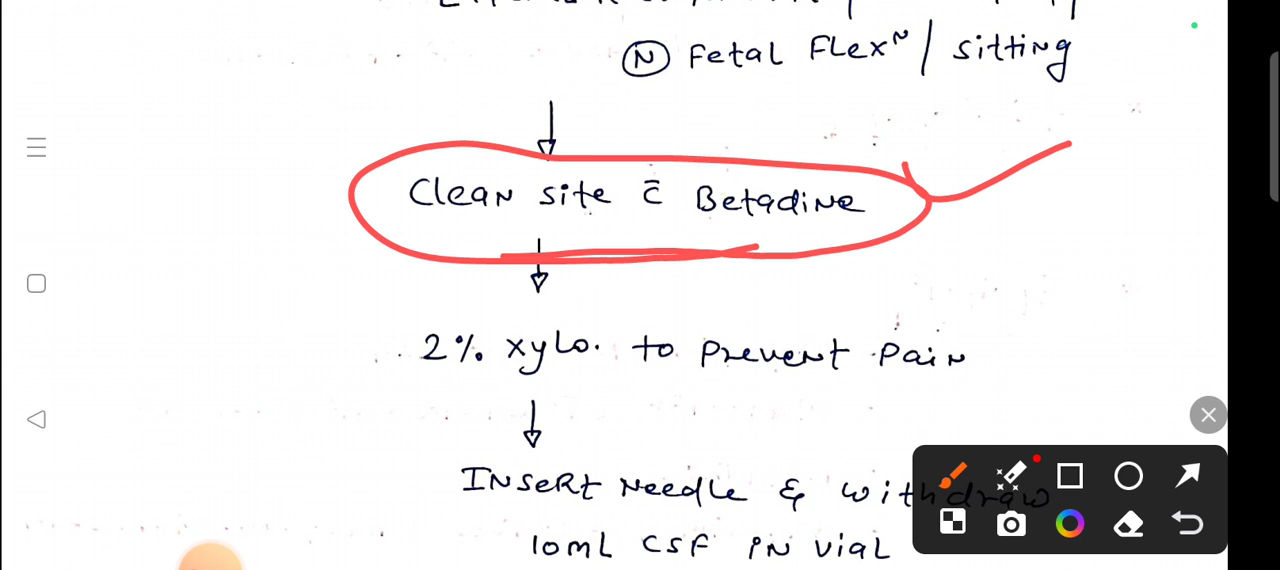 Ⓝ Fetal Flexᴺ / sitting
Clean site c̄ Betadine
2% xylo. to prevent pain
Insert needle & withdraw
10mL CSF in vial